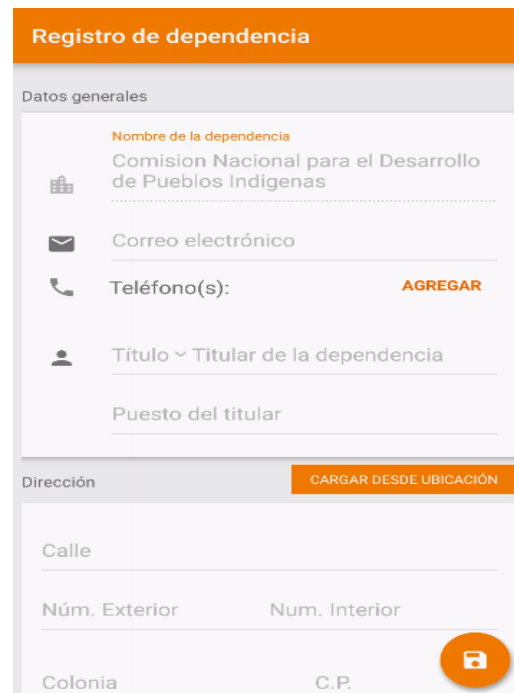 Registro de dependencia
Datos generales
Nombre de la dependencia
Comision Nacional para el Desarrollo
de Pueblos Indigenas
Correo electrónico
Teléfono(s): AGREGAR
Título Titular de la dependencia
Puesto del titular
Dirección CARGAR DESDE UBICACIÓN
Calle
Núm. Exterior Num. Interior
Colonia C.P.